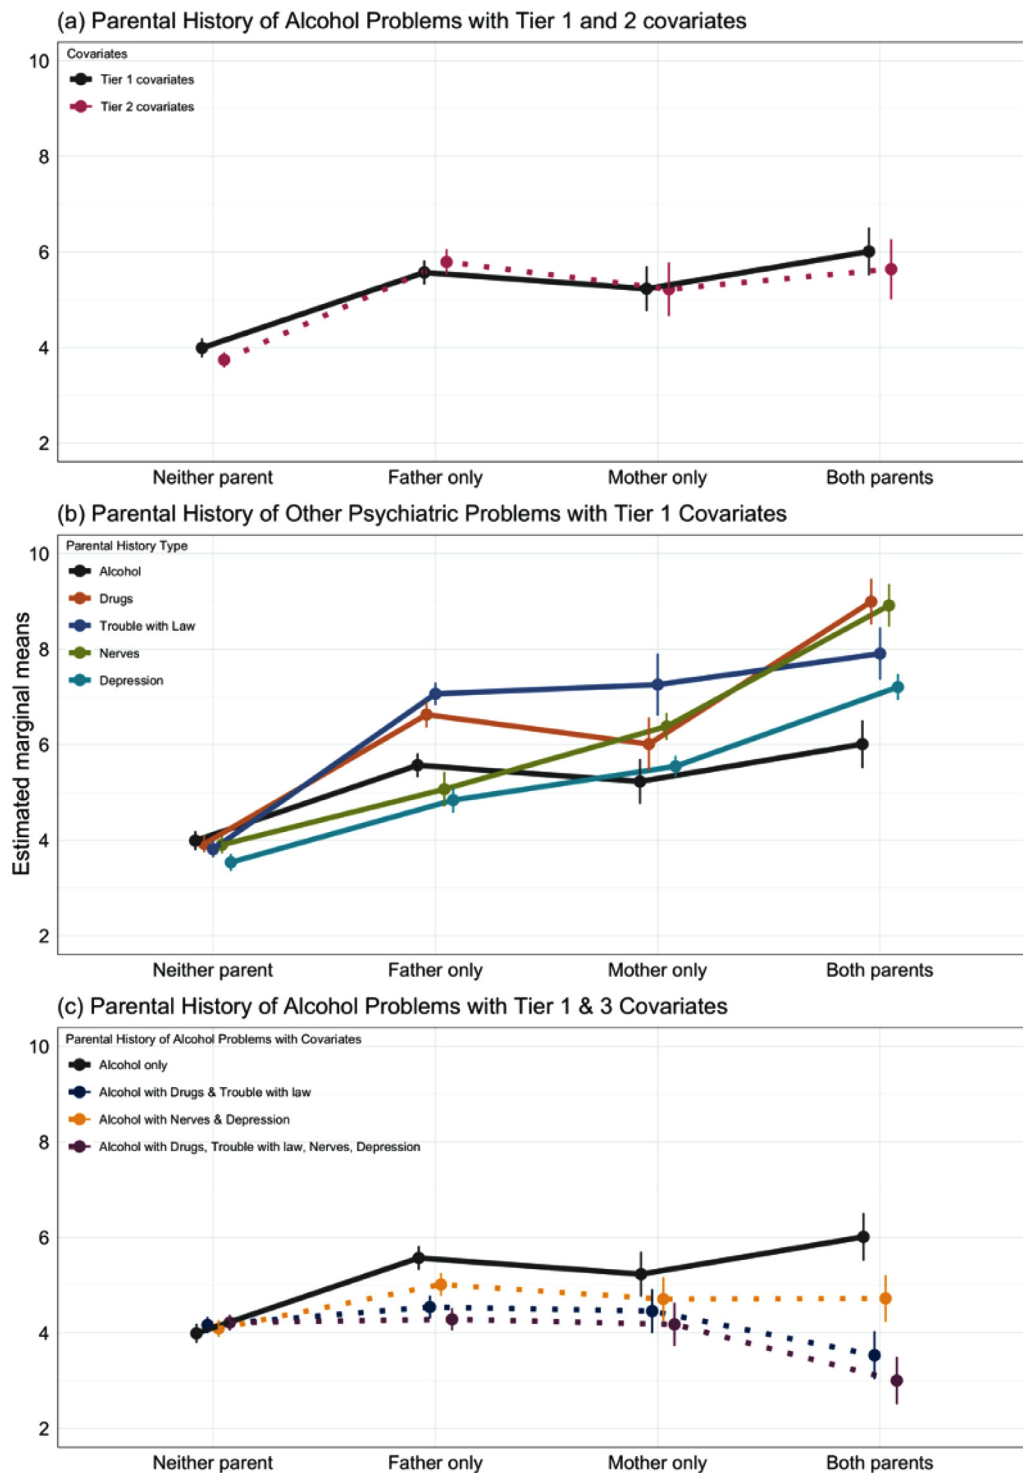 (a) Parental History of Alcohol Problems with Tier 1 and 2 covariates
Covariates
Tier 1 covariates
Tier 2 covariates
10
8
6
4
2
Neither parent Father only Mother only Both parents
(b) Parental History of Other Psychiatric Problems with Tier 1 Covariates
Parental History Type
Alcohol
Drugs
Trouble with Law
Nerves
Depression
Estimated marginal means
10
8
6
4
2
Neither parent Father only Mother only Both parents
(c) Parental History of Alcohol Problems with Tier 1 & 3 Covariates
Parental History of Alcohol Problems with Covariates
Alcohol only
Alcohol with Drugs & Trouble with law
Alcohol with Nerves & Depression
Alcohol with Drugs, Trouble with law, Nerves, Depression
10
8
6
4
2
Neither parent Father only Mother only Both parents